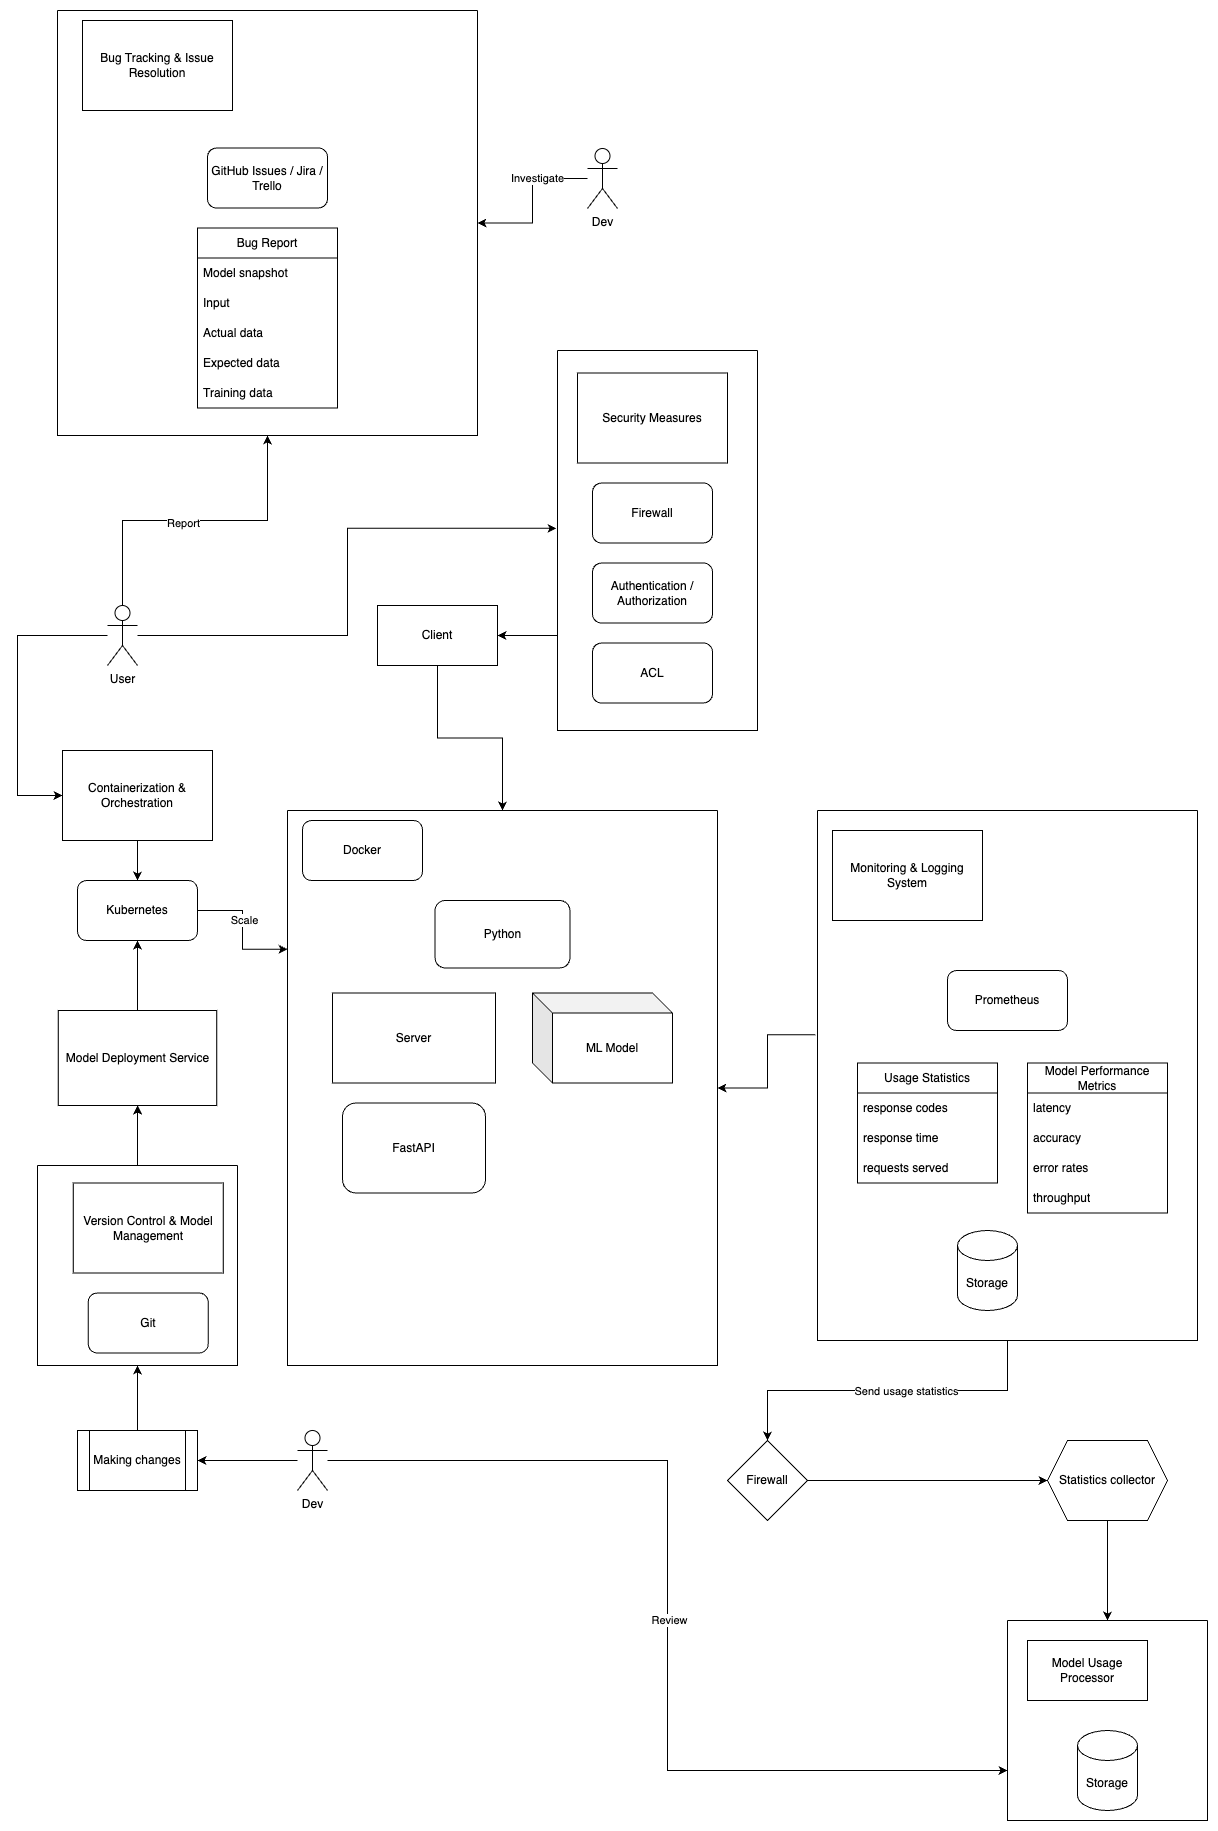 Bug Tracking & Issue
Resolution
GitHub Issues / Jira /
Trello
Investigate
Dev
Bug Report
Model snapshot
Input
Actual data
Expected data
Training data
Security Measures
Firewall
Authentication /
Authorization
ACL
Report
User
Client
Containerization &
Orchestration
Kubernetes
Scale
Model Deployment Service
Version Control & Model
Management
Git
Making changes
Dev
Docker
Python
Server
ML Model
FastAPI
Monitoring & Logging
System
Prometheus
Usage Statistics
response codes
response time
requests served
Model Performance
Metrics
latency
accuracy
error rates
throughput
Storage
Send usage statistics
Firewall
Statistics collector
Review
Model Usage
Processor
Storage